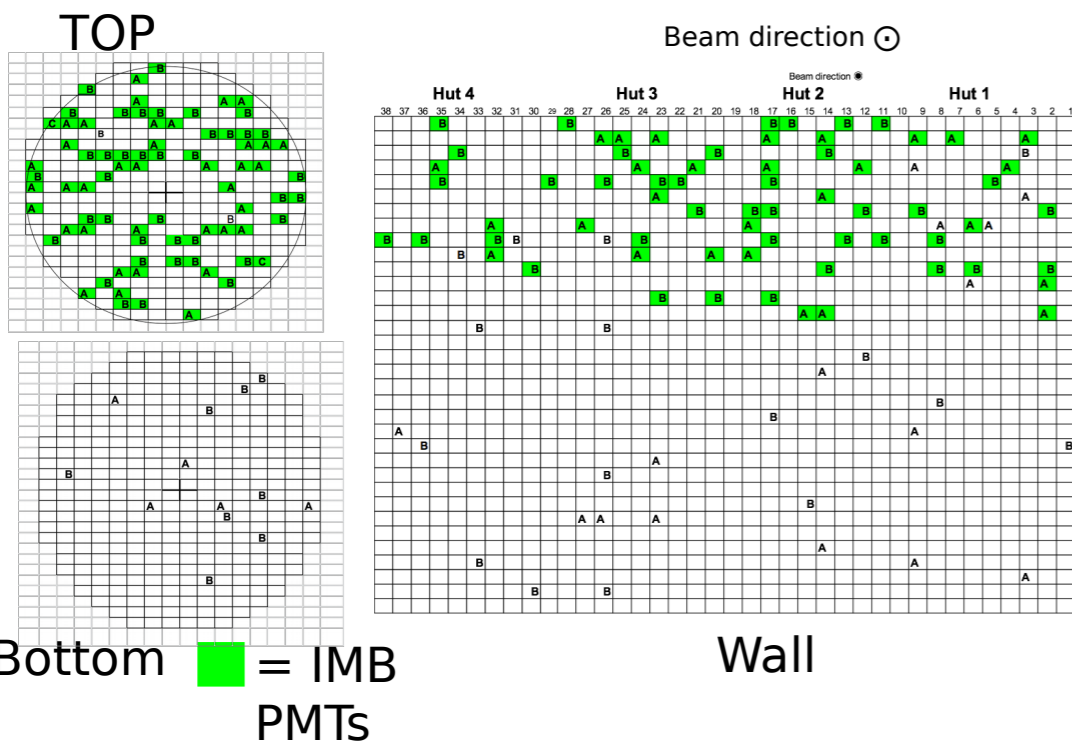 TOP
B
A
B
A A A
B B B B B B
C A A A A
B B B B B
A A A A A
B B B B B B
A A A A A A
B B B
A A A A
B B
A A
B B B B B
A A A A A A
B B B B
B B B B C
A A A
B B
A A
B B
A
B
B
A
B
A
B
B
A A A
B
B
B
Bottom
= IMB
PMTs
Beam direction ⊙
Beam direction ◉
Hut 4 Hut 3 Hut 2 Hut 1
38 37 36 35 34 33 32 31 30 29 28 27 26 25 24 23 22 21 20 19 18 17 16 15 14 13 12 11 10 9 8 7 6 5 4 3 2 1
B B B B B B
A A A A A A A A
B B B B B
A A A A A A A
B B B B B B B
A A A
B B B B B B
A A A A A A
B B B B B B B B B B
B A A A A
B B B B B
A A
B B B
A A A
B B
B
A
B
B
A A
B B
A
B
B
A A A
A
B A
A
B B
Wall